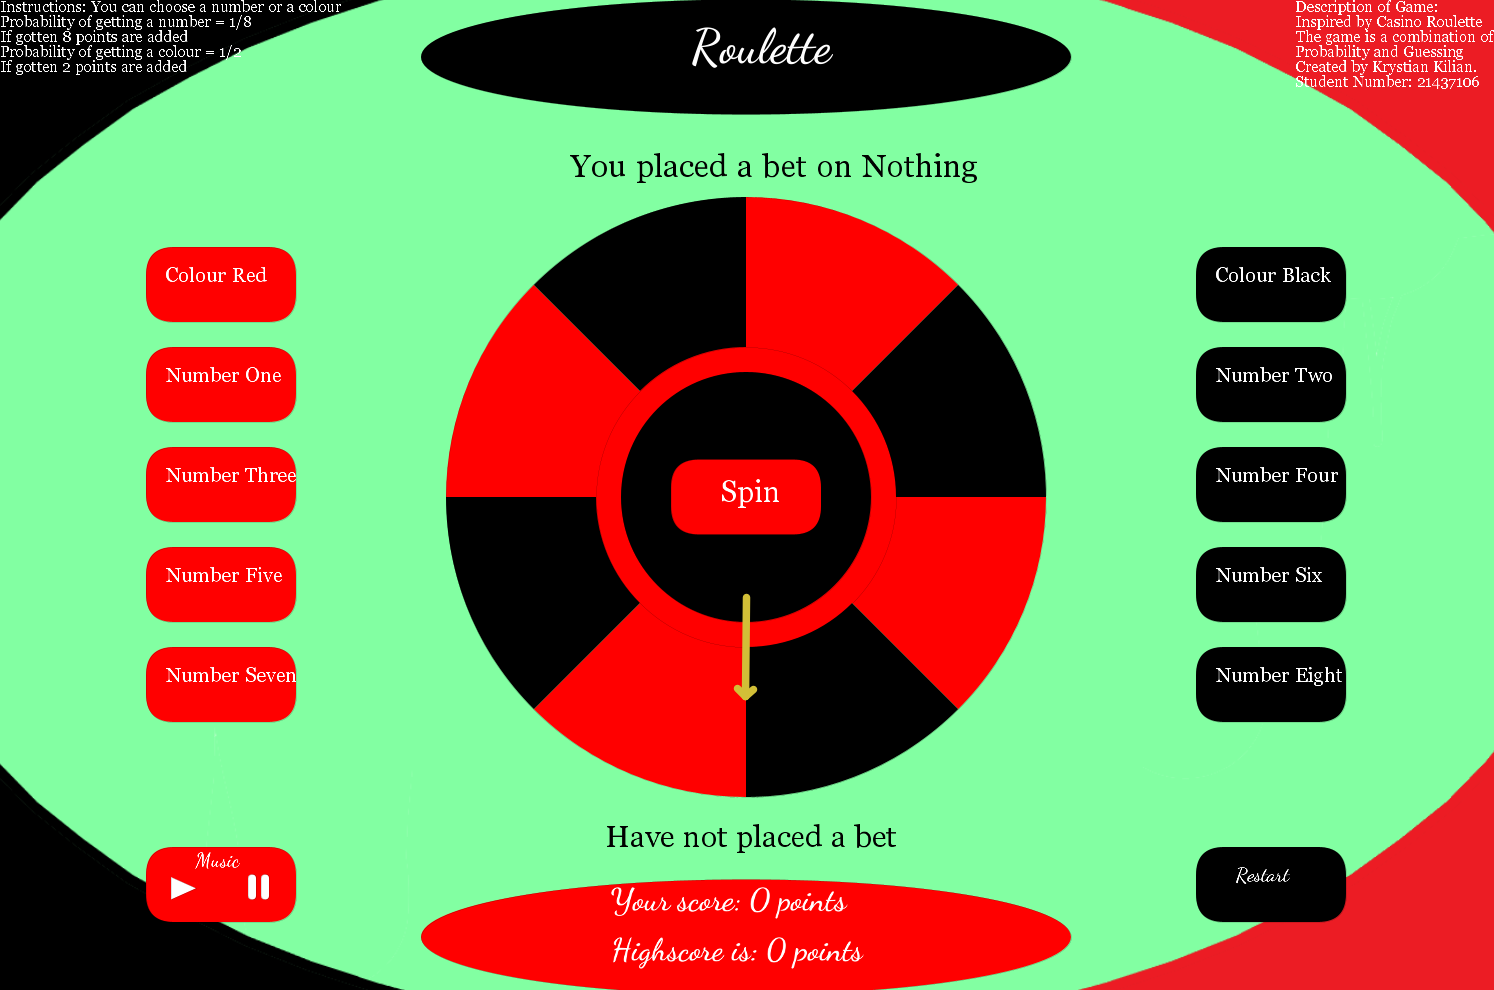 Instructions: You can choose a number or a colour
Probability of getting a number = 1/8
If gotten 8 points are added
Probability of getting a colour = 1/2
If gotten 2 points are added
Roulette
Description of Game:
Inspired by Casino Roulette
The game is a combination of
Probability and Guessing
Created by Krystian Kilian.
Student Number: 21437106
You placed a bet on Nothing
Colour Red
Number One
Number Three
Number Five
Number Seven
Spin
Colour Black
Number Two
Number Four
Number Six
Number Eight
Have not placed a bet
Music
Your score: 0 points
Highscore is: 0 points
Restart